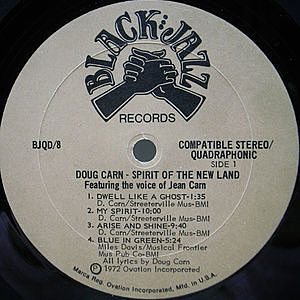 BLACK JAZZ
RECORDS
BJQD/8
COMPATIBLE STEREO/
QUADRAPHONIC
SIDE 1
DOUG CARN - SPIRIT OF THE NEW LAND
Featuring the voice of Jean Carn
1. DWELL LIKE A GHOST-1:35
D. Carn/Streeterville Mus-BMI
2. MY SPIRIT-10:00
D. Carn/Streeterville Mus-BMI
3. ARISE AND SHINE-9:40
D. Carn/Streeterville Mus-BMI
4. BLUE IN GREEN-5:24
Miles Davis/Musical Frontier
Mus Pub Co-BMI
All lyrics by Doug Carn
© 1972 Ovation Incorporated
Marca Reg. Ovation Incorporated, Mfd. in U.S.A.